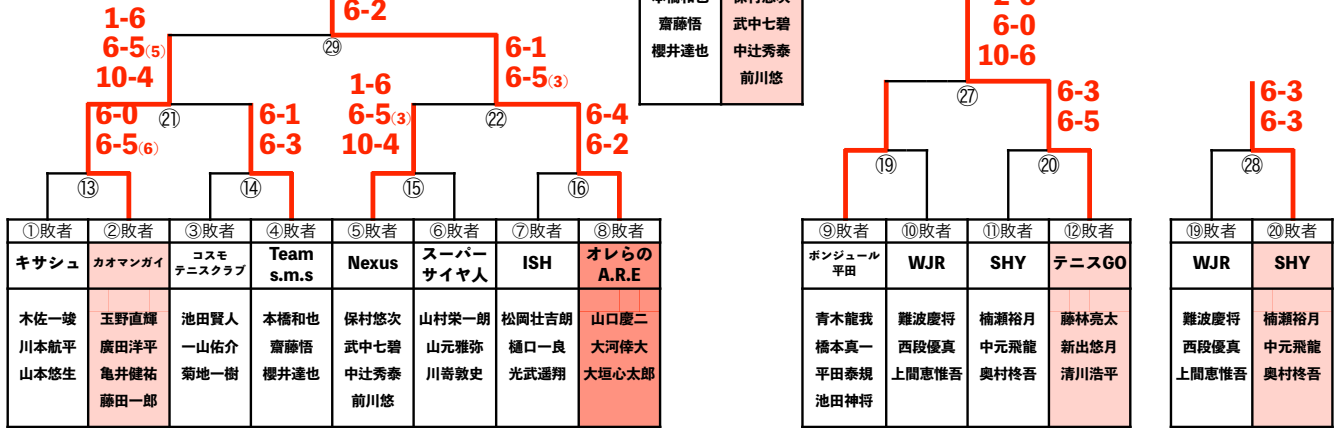 6-2
1-6
6-5(5)
10-4
㉙
6-1
6-5(3)
齋藤悟 武中七碧
櫻井達也 中辻秀泰
前川悠
6-0
10-6
㉗
6-0
6-5(6)
㉑
6-1
6-3
1-6
6-5(3)
10-4
㉒
6-4
6-2
6-3
6-5
6-3
6-3
⑬ ⑭ ⑮ ⑯ ⑲ ⑳ ㉘
①敗者 ②敗者 ③敗者 ④敗者 ⑤敗者 ⑥敗者 ⑦敗者 ⑧敗者
キサシュ カオマンガイ コスモ テニスクラブ Team s.m.s Nexus スーパー サイヤ人 ISH オレらの A.R.E
木佐一竣 玉野直輝 池田賢人 本橋和也 保村悠次 山村栄一朗 松岡壮吉朗 山口慶二
川本航平 廣田洋平 一山佑介 齋藤悟 武中七碧 山元雅弥 樋口一良 大河倖大
山本悠生 亀井健祐 菊地一樹 櫻井達也 中辻秀泰 川嵜敦史 光武遥翔 大垣心太郎
藤田一郎 前川悠
⑨敗者 ⑩敗者 ⑪敗者 ⑫敗者
ボンジュール 平田 WJR SHY テニスGO
青木龍我 難波慶将 楠瀬裕月 藤林亮太
橋本真一 西段優真 中元飛龍 新出悠月
平田泰規 上間恵惟吾 奥村柊吾 清川浩平
池田神将
⑲敗者 ⑳敗者
WJR SHY
難波慶将 楠瀬裕月
西段優真 中元飛龍
上間恵惟吾 奥村柊吾